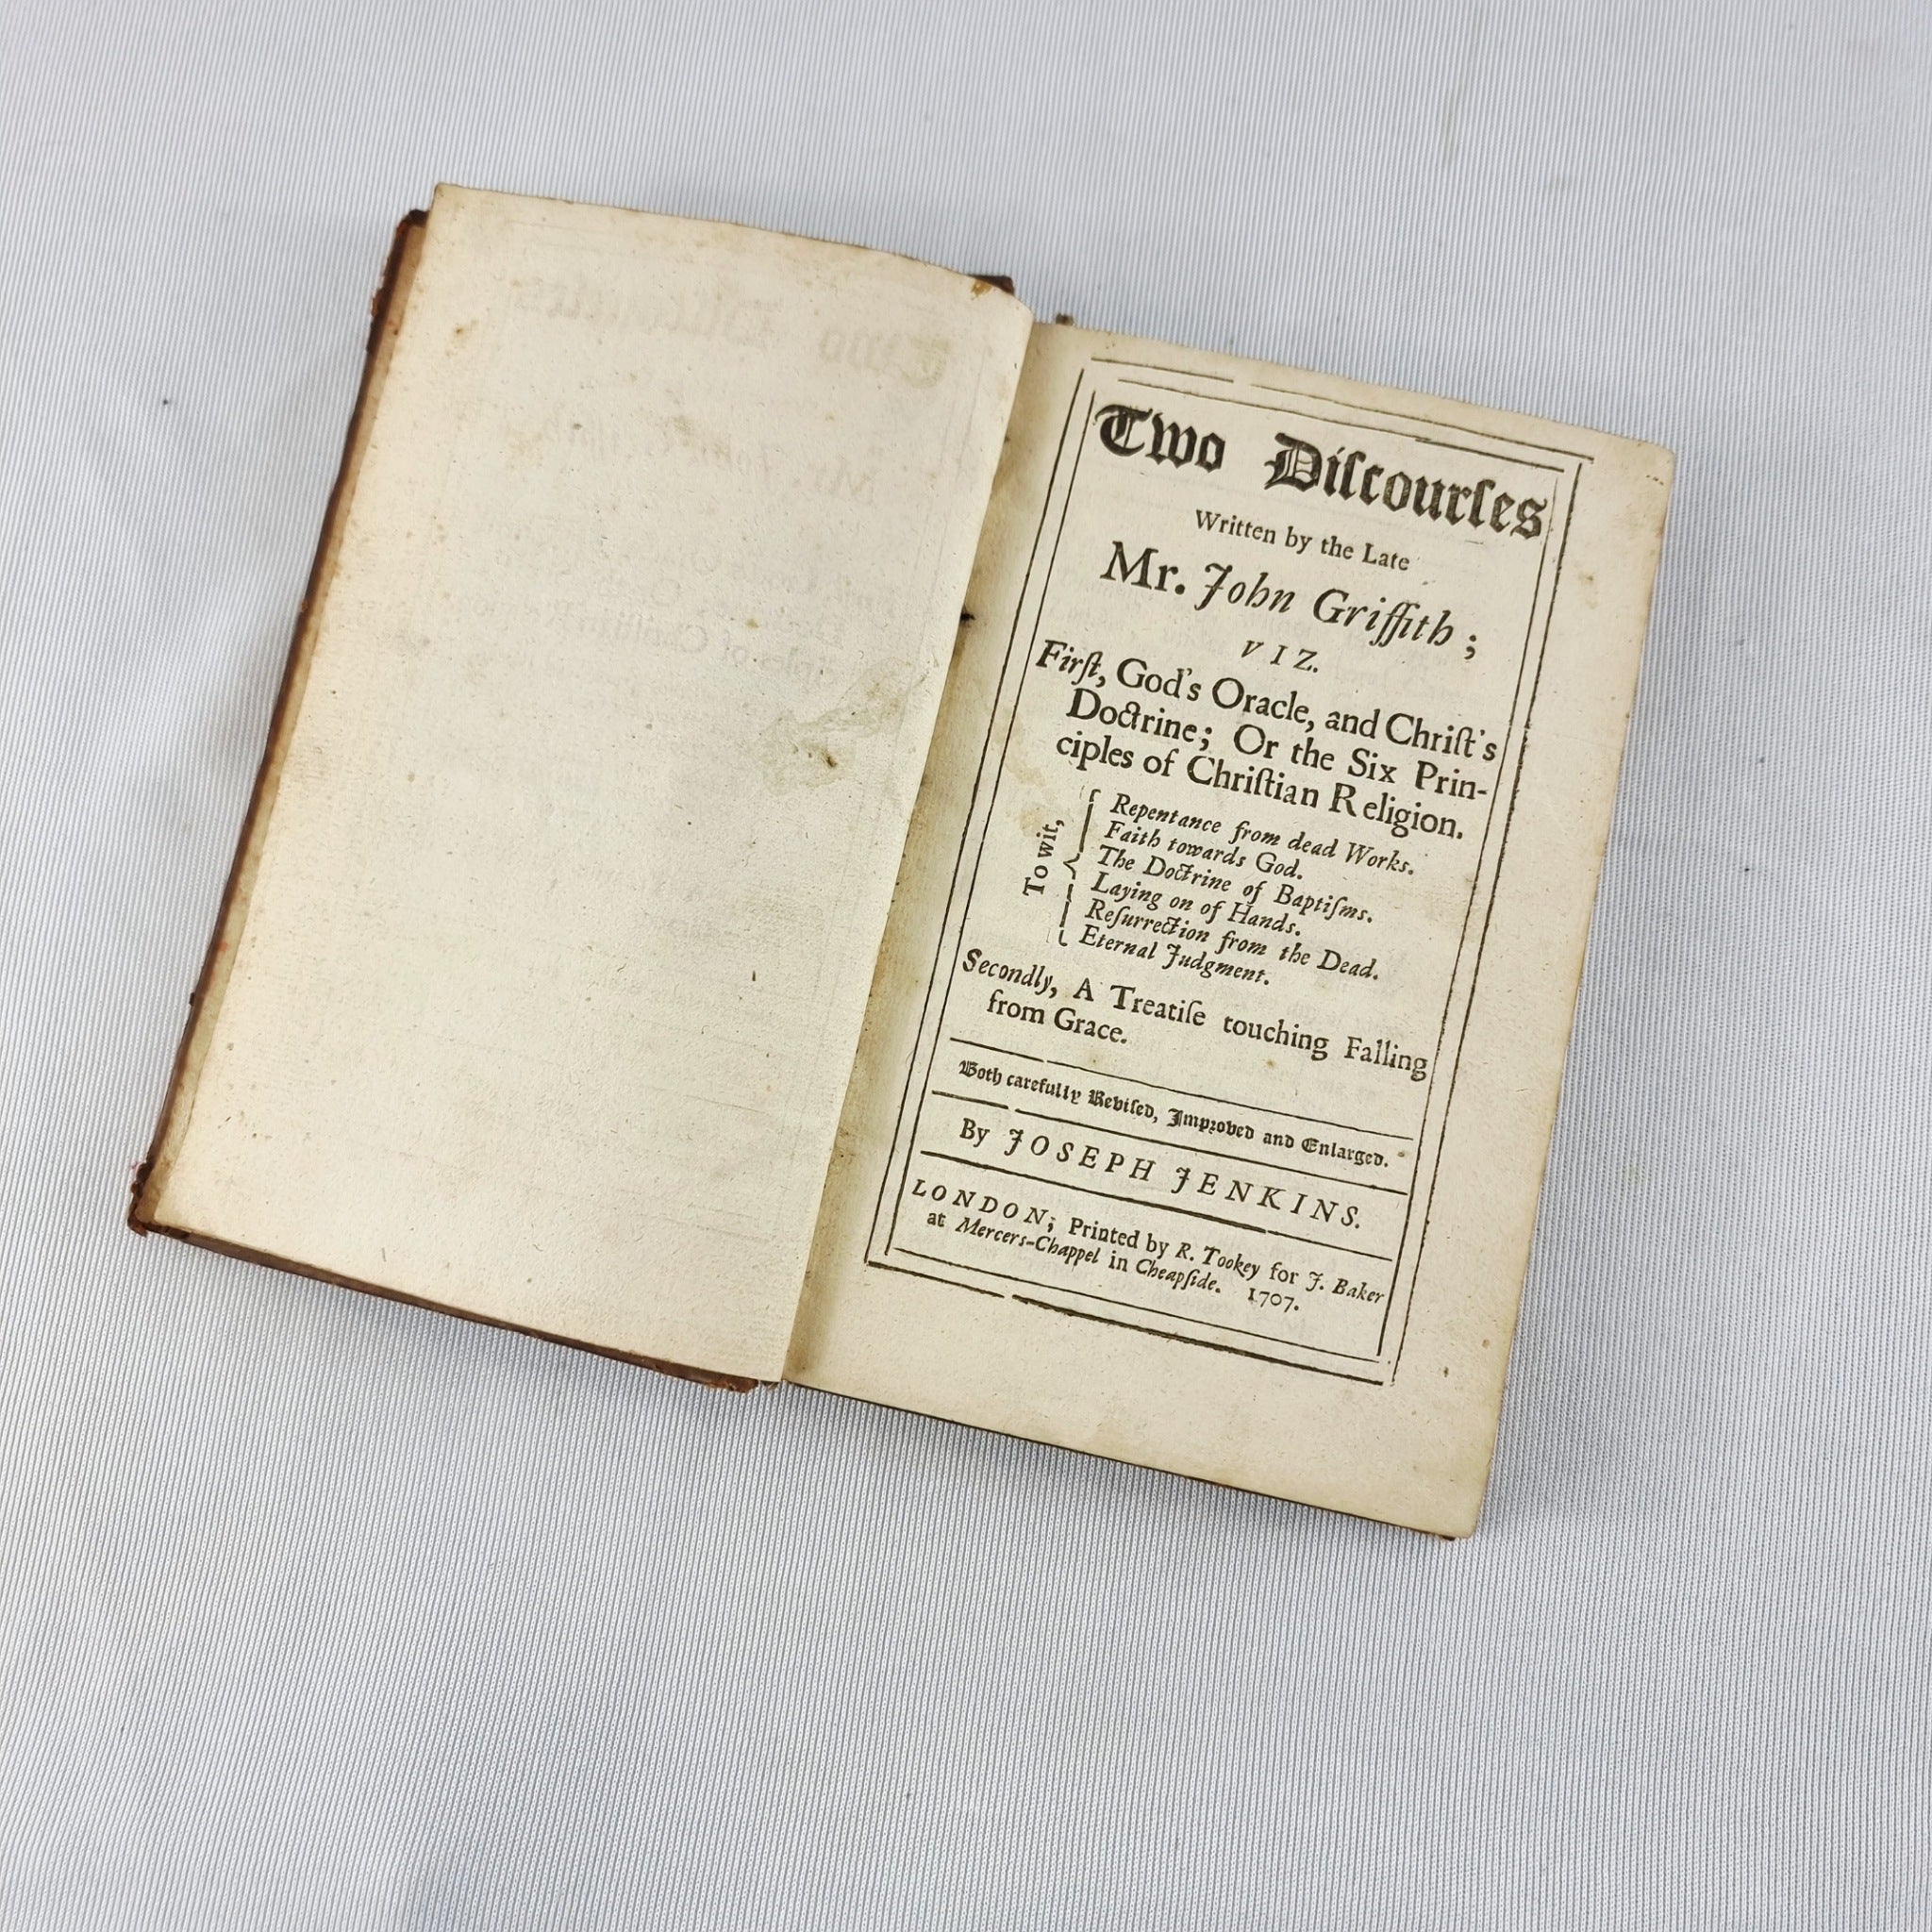 Two Diſcourſes
Written by the Late
Mr. John Griffith;
VIZ.
Firſt, God's Oracle, and Chriſt's
Doctrine; Or the Six Prin-
ciples of Chriſtian Religion.
To wit,
Repentance from dead Works.
Faith towards God.
The Doctrine of Baptiſms.
Laying on of Hands.
Reſurrection from the Dead.
Eternal Judgment.
Secondly, A Treatiſe touching Falling
from Grace.
Both carefully Reviſed, Improved and Enlarged.
By JOSEPH JENKINS.
LONDON; Printed by R. Tookey for J. Baker
at Mercers-Chappel in Cheapſide. 1707.